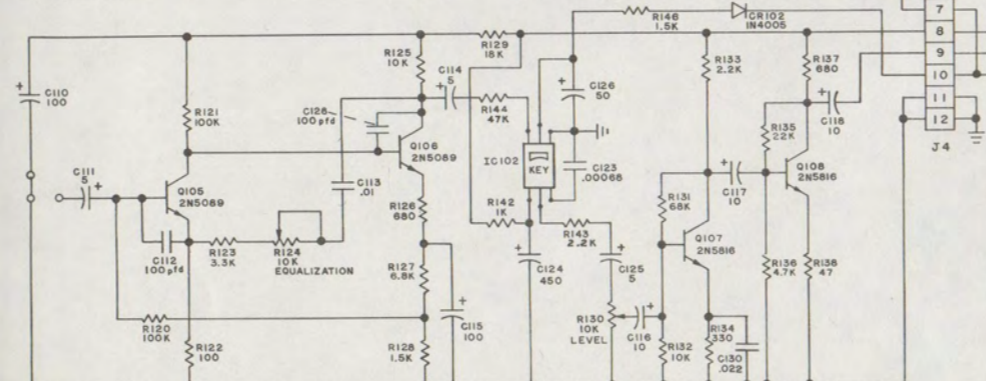 R146
1.5K
CR102
IN4005
7
8
9
10
11
12
J4
R129
18K
R125
10K
C114
5
+
R133
2.2K
R137
680
+
C110
100
R121
100K
C128
100pfd
R144
47K
+
C126
50
+
C118
10
R135
22K
Q106
2N5089
IC102
KEY
C123
.00068
Q108
2N5816
C111
5
+
Q105
2N5089
C113
.01
+
C117
10
R126
680
R142
1K
R131
68K
R143
2.2K
Q107
2N5816
C112
100pfd
R123
3.3K
R124
10K
EQUALIZATION
R127
6.8K
+
C124
450
+
C125
5
R136
4.7K
R138
47
+
C115
100
R130
10K
LEVEL
+
C116
10
R120
100K
R122
100
R128
1.5K
R132
10K
R134
330
C130
.022